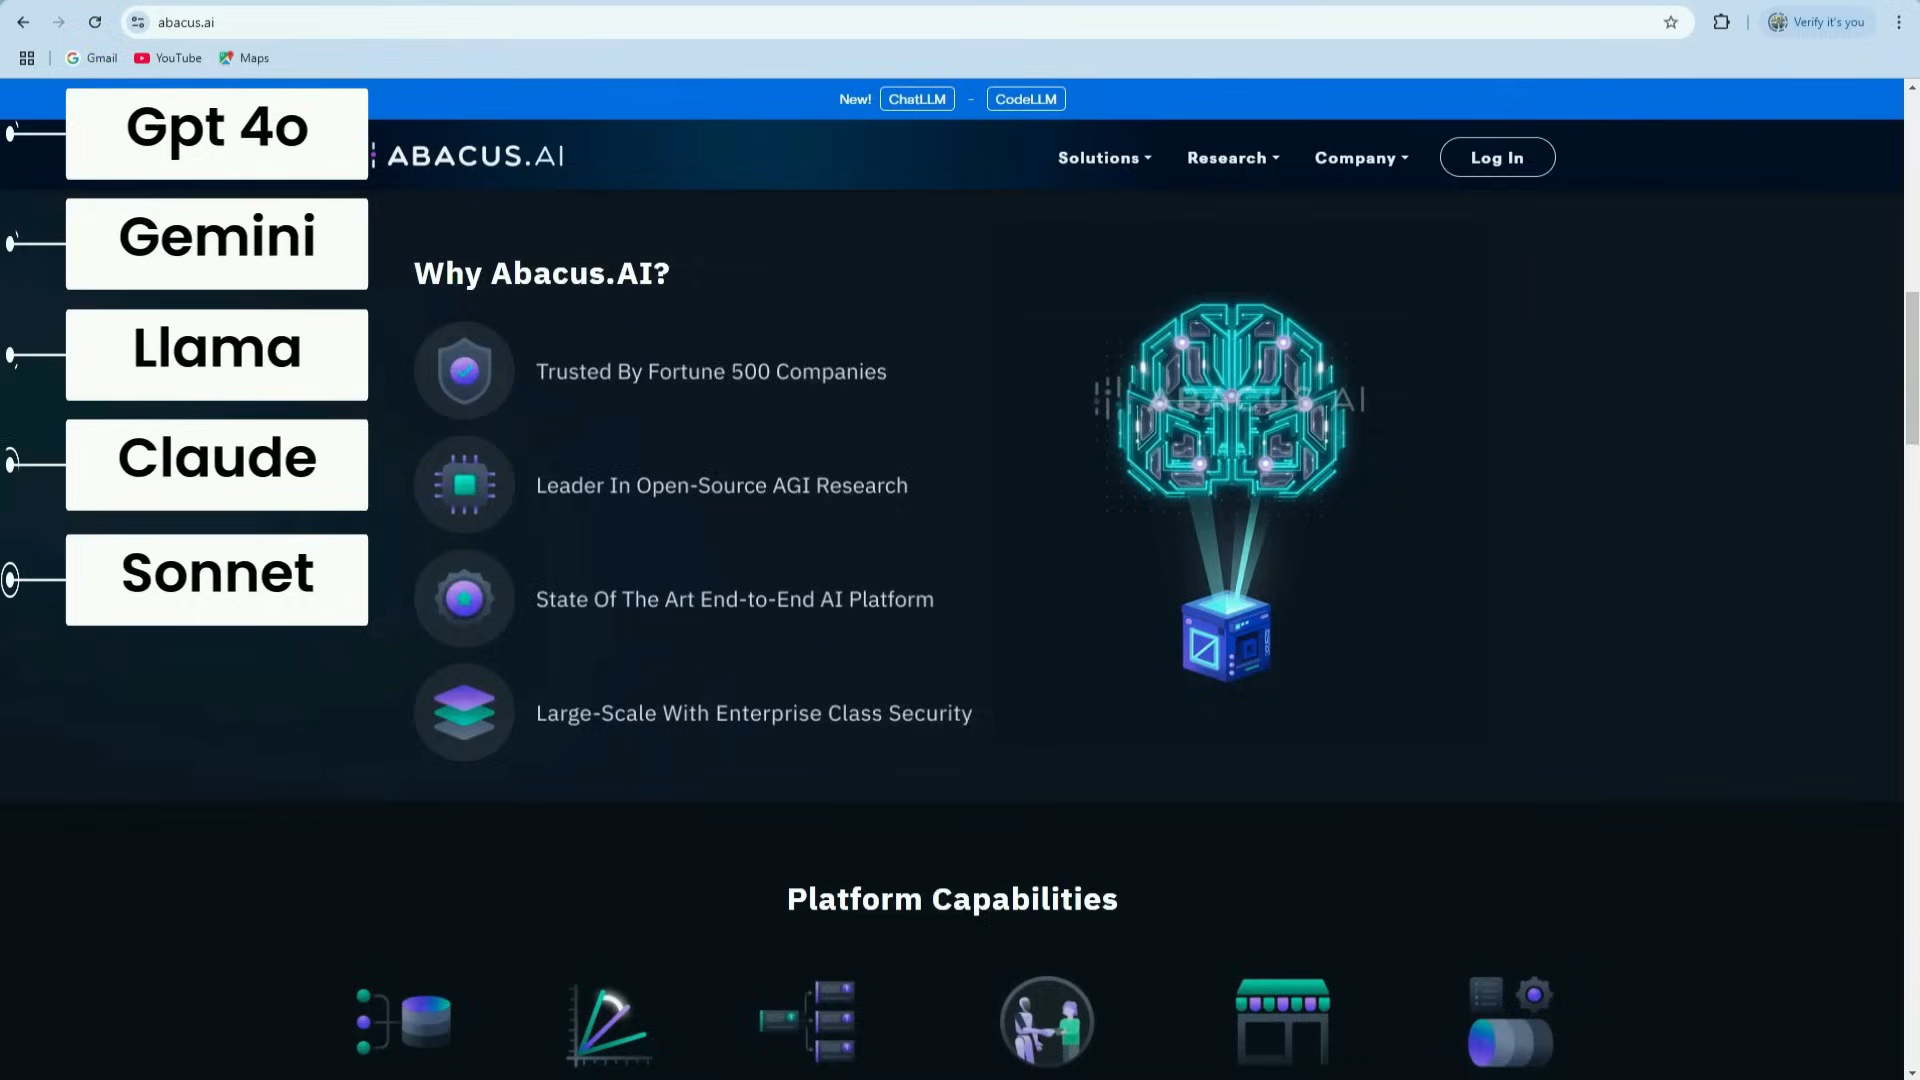 abacus.ai
Verify it's you
Gmail
YouTube
Maps
New!
ChatLLM
-
CodeLLM
ABACUS.AI
Solutions
Research
Company
Log In
Gpt 4o
Gemini
Llama
Claude
Sonnet
Why Abacus.AI?
Trusted By Fortune 500 Companies
Leader In Open-Source AGI Research
State Of The Art End-to-End AI Platform
Large-Scale With Enterprise Class Security
ABACUS.AI
Platform Capabilities